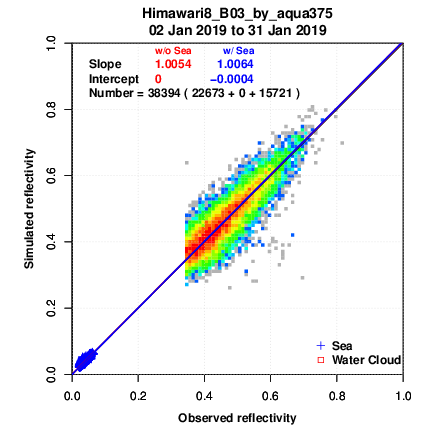 Himawari8_B03_by_aqua375
02 Jan 2019 to 31 Jan 2019
w/o Sea w/ Sea
Slope 1.0054 1.0064
Intercept 0 −0.0004
Number = 38394 ( 22673 + 0 + 15721 )
Simulated reflectivity
1.0
0.8
0.6
0.4
0.2
0.0
Sea
Water Cloud
0.0 0.2 0.4 0.6 0.8 1.0
Observed reflectivity